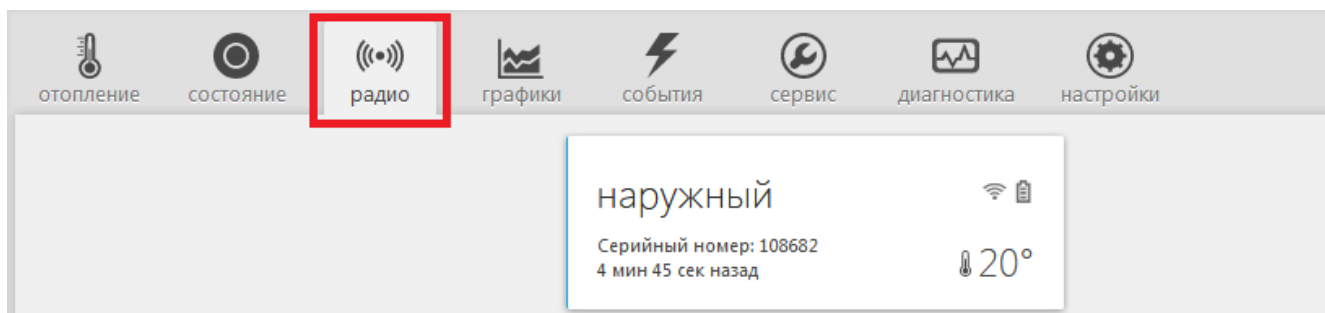 отопление состояние радио графики события сервис диагностика настройки
наружный
Серийный номер: 108682
4 мин 45 сек назад
20°